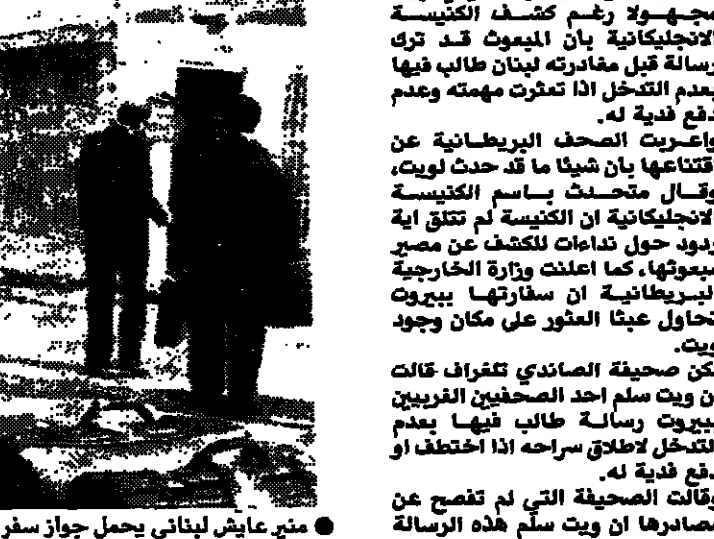 مجهولا رغم كشف الكنيسة
الانجليكانية بان المبعوث قد ترك
رسالة قبل مغادرته لبنان طالب فيها
بعدم التدخل اذا تعثرت مهمته وعدم
دفع فدية له.
واعربت الصحف البريطانية عن
اقتناعها بان شيئا ما قد حدث لويت،
وقال متحدث باسم الكنيسة
الانجليكانية ان الكنيسة لم تتلق اية
ردود حول نداءات للكشف عن مصير
مبعوثها، كما اعلنت وزارة الخارجية
البريطانية ان سفارتها ببيروت
تحاول عبثا العثور على مكان وجود
ويت.
لكن صحيفة الصاندي تلغراف قالت
ان ويت سلم احد الصحفيين الغربيين
ببيروت رسالة طالب فيها بعدم
التدخل لاطلاق سراحه اذا اختطف او
دفع فدية له.
وقالت الصحيفة التي لم تفصح عن
مصادرها ان ويت سلّم هذه الرسالة
● منير عايش لبناني يحمل جواز سفر